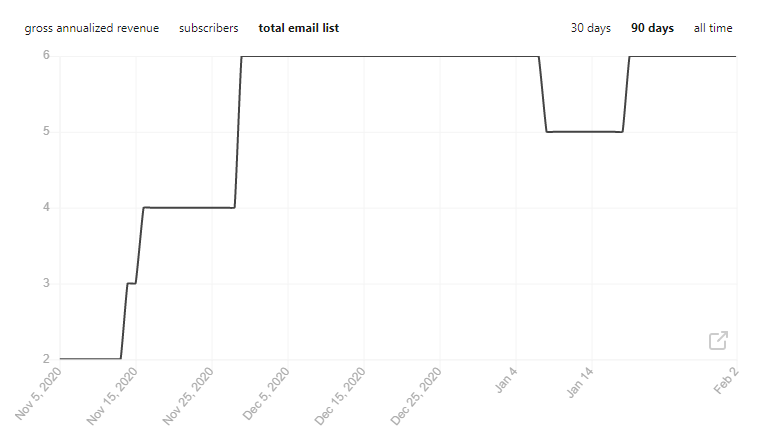 gross annualized revenue subscribers total email list 30 days 90 days all time
6
5
4
3
2
Nov 5, 2020 Nov 15, 2020 Nov 25, 2020 Dec 5, 2020 Dec 15, 2020 Dec 25, 2020 Jan 4 Jan 14 Feb 2